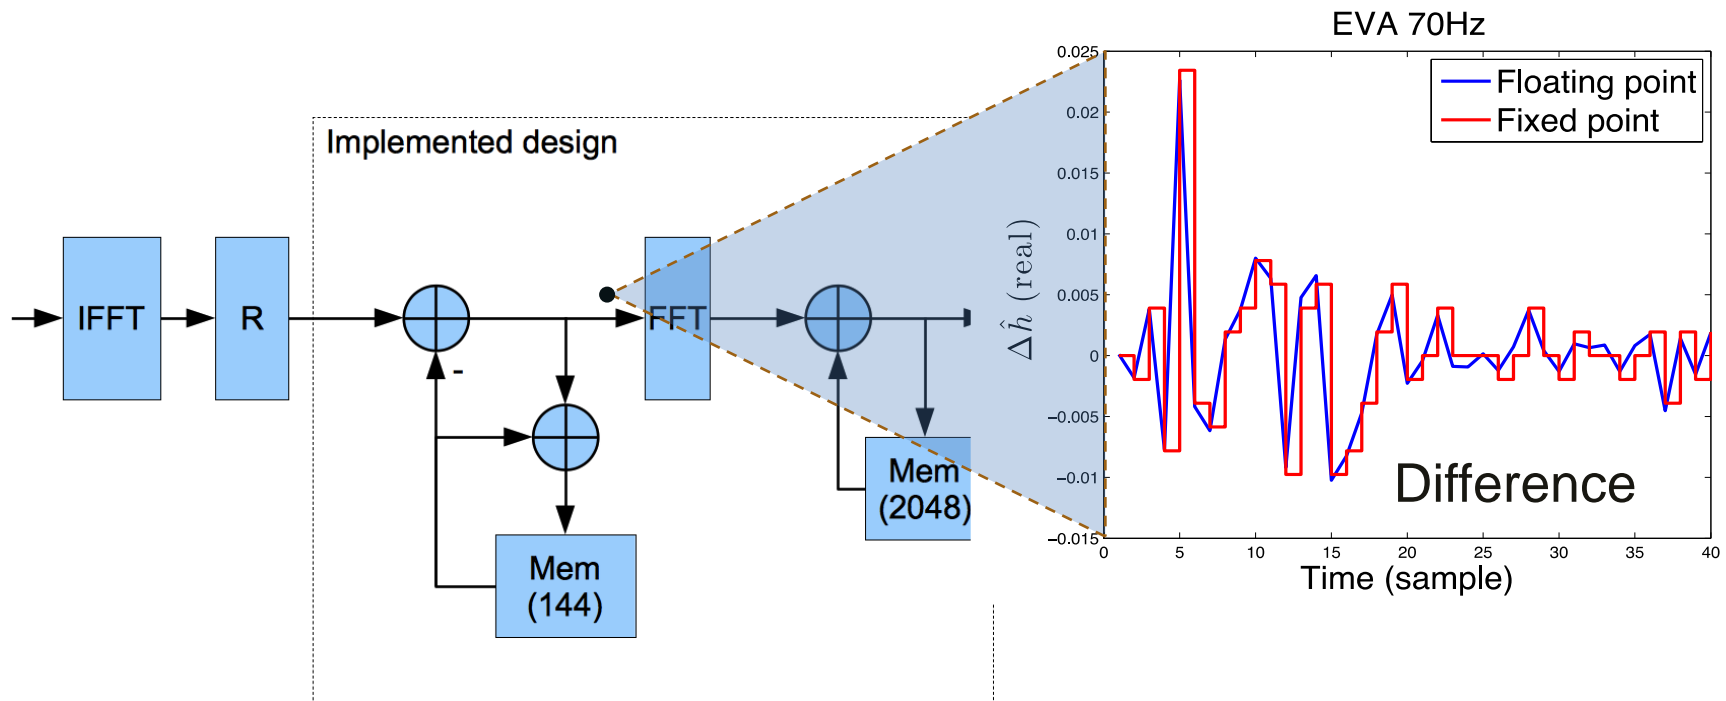 Implemented design
IFFT
R
-
FFT
Mem
(144)
Mem
(2048)
EVA 70Hz
Floating point
Fixed point
0.025
0.02
0.015
0.01
0.005
0
−0.005
−0.01
−0.015
Δĥ (real)
Difference
0 5 10 15 20 25 30 35 40
Time (sample)